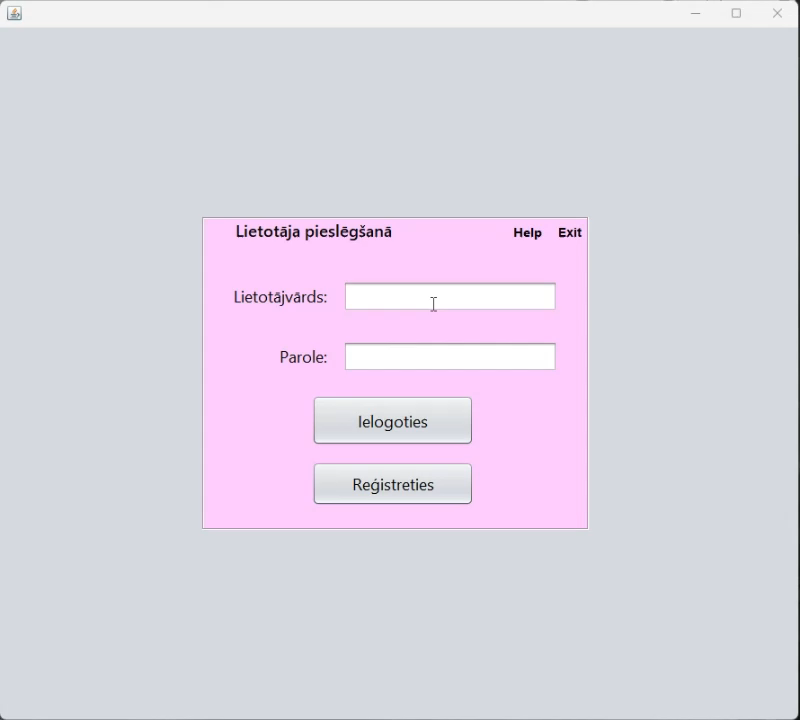 Lietotāja pieslēgšanā
Help Exit
Lietotājvārds:
Parole:
Ielogoties
Reģistreties